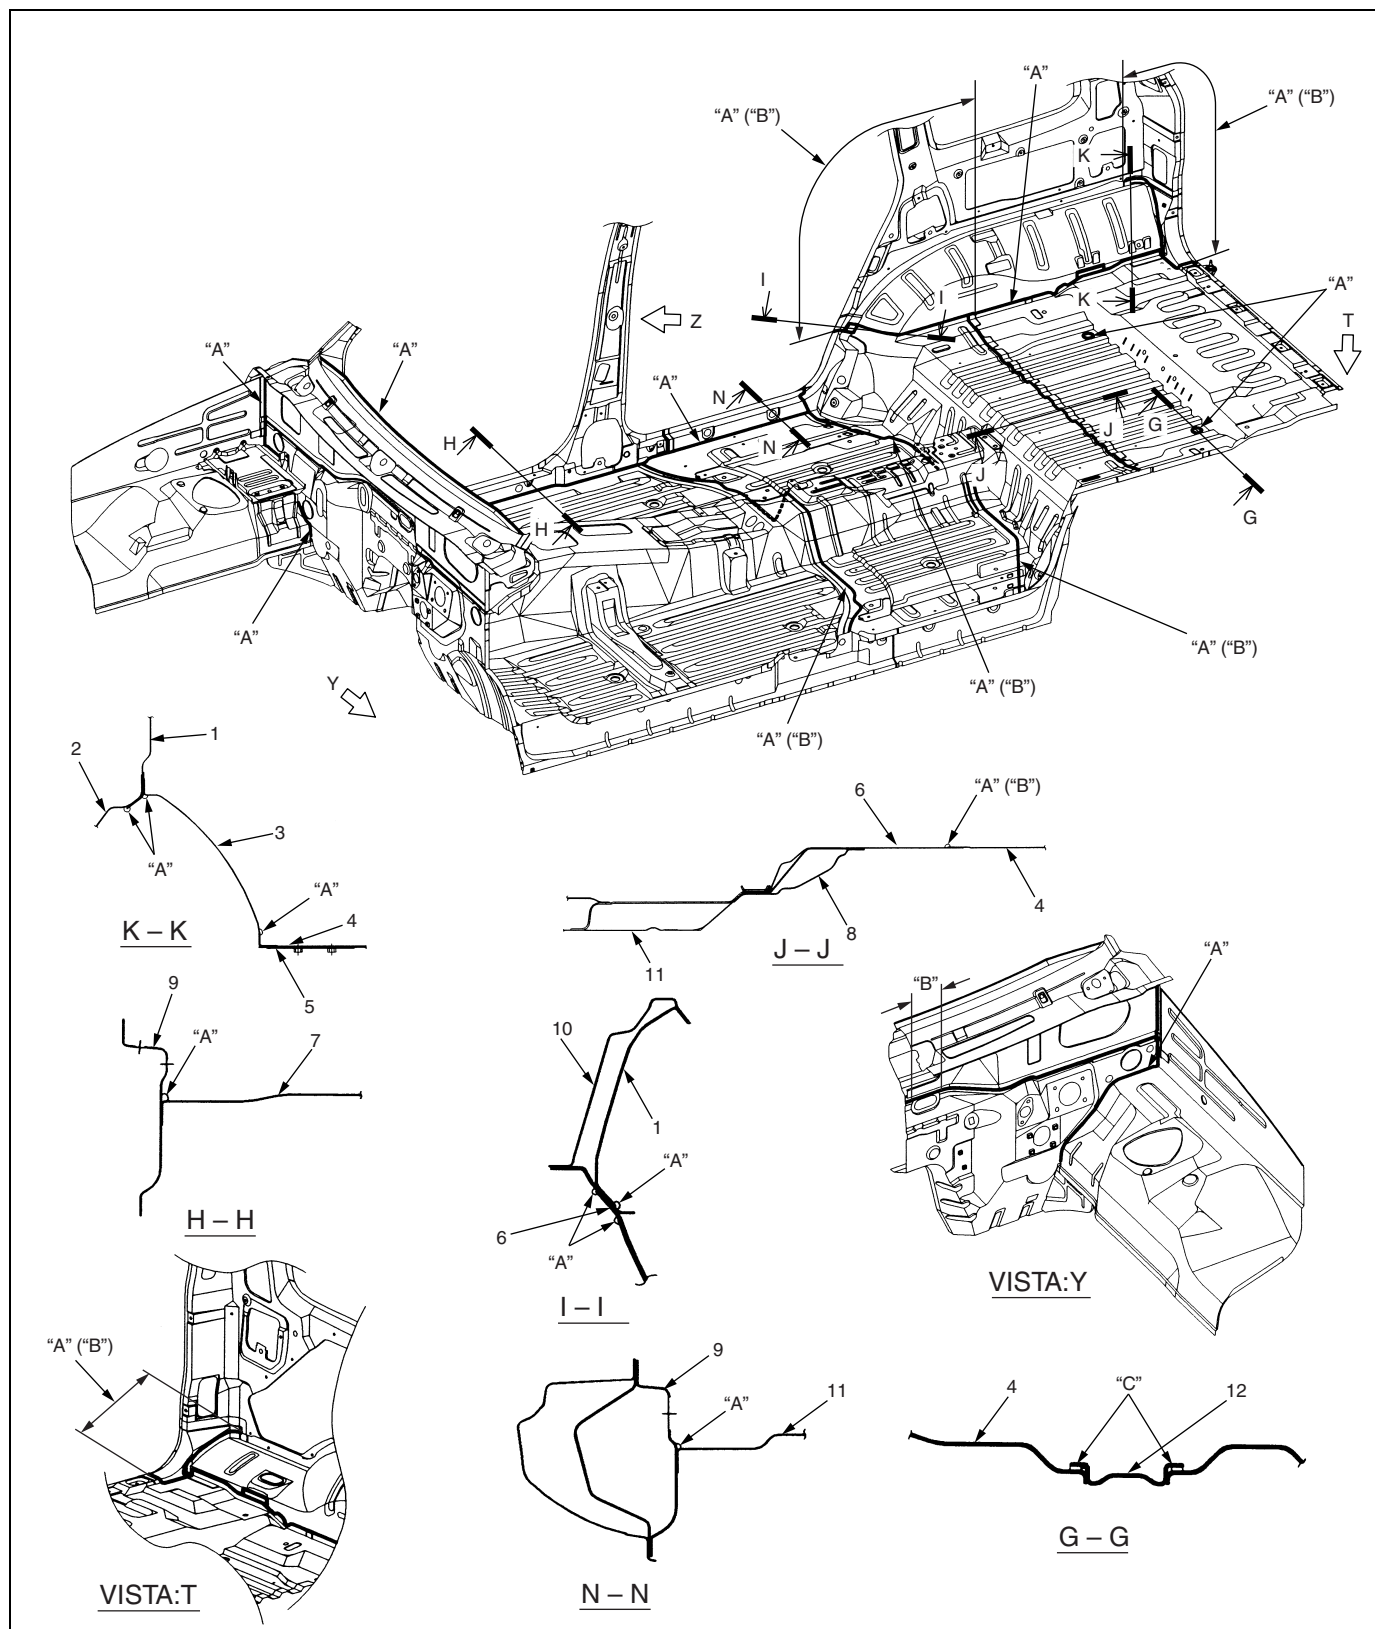 “A”
“A” (“B”)
“A” (“B”)
K
I
I
K
“A”
T
Z
“A”
“A”
“A”
N
H
N
J
G
J
H
G
“A”
“A” (“B”)
“A” (“B”)
Y
“A” (“B”)
1
2
3
“A”
“A”
4
K – K
5
6
“A” (“B”)
4
8
J – J
11
9
“A”
7
H – H
10
1
“A”
6
“A”
I – I
“B”
“A”
VISTA:Y
“A” (“B”)
VISTA:T
9
“A”
11
N – N
4
“C”
12
G – G